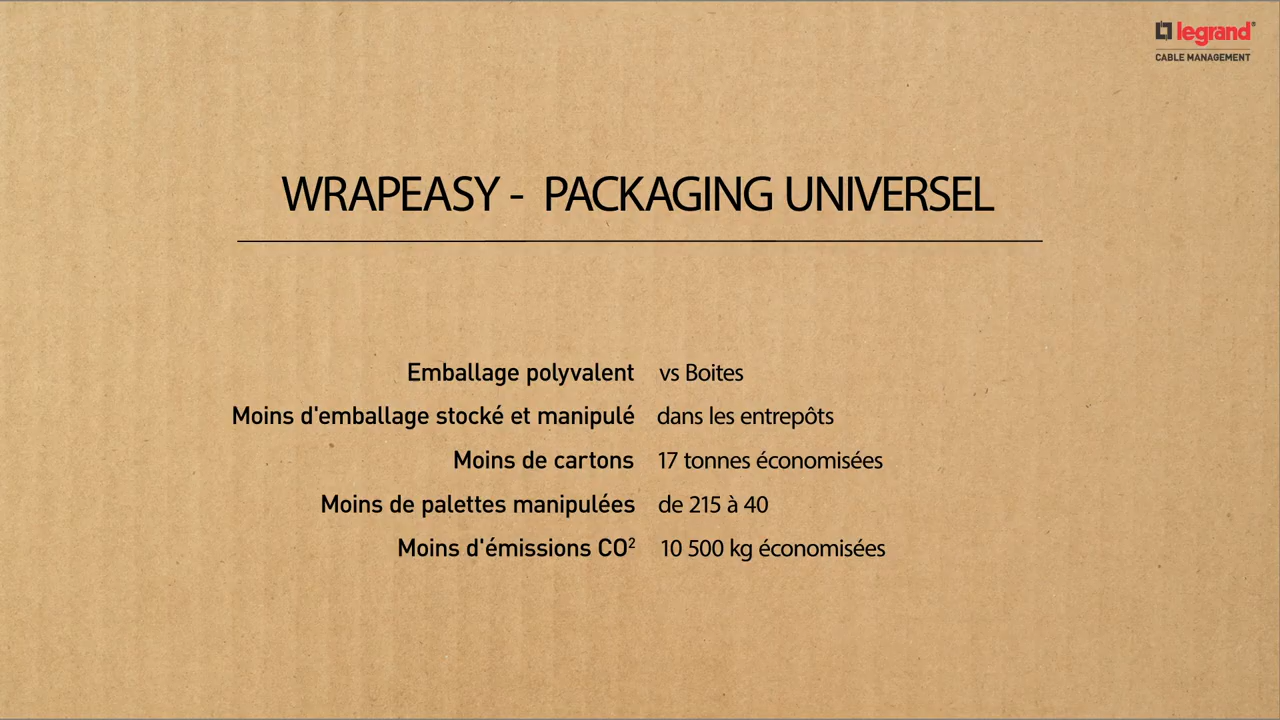 legrand®
CABLE MANAGEMENT
WRAPEASY - PACKAGING UNIVERSEL
Emballage polyvalent vs Boites
Moins d'emballage stocké et manipulé dans les entrepôts
Moins de cartons 17 tonnes économisées
Moins de palettes manipulées de 215 à 40
Moins d'émissions CO² 10 500 kg économisées